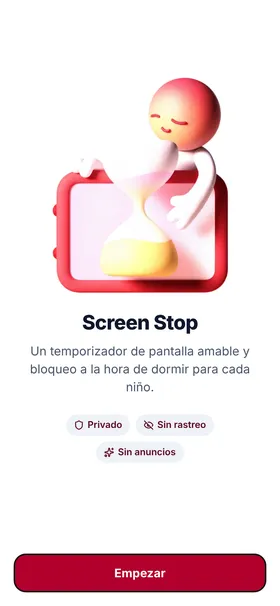 Screen Stop
Un temporizador de pantalla amable y
bloqueo a la hora de dormir para cada
niño.
Privado
Sin rastreo
Sin anuncios
Empezar